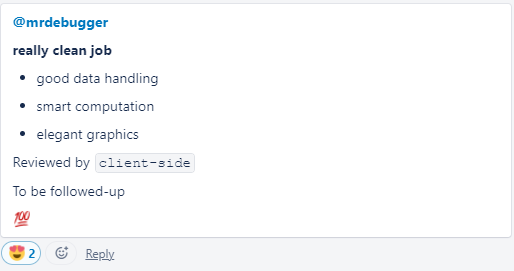 @mrdebugger
really clean job
• good data handling
• smart computation
• elegant graphics
Reviewed by client-side
To be followed-up
💯
😍 2 Reply